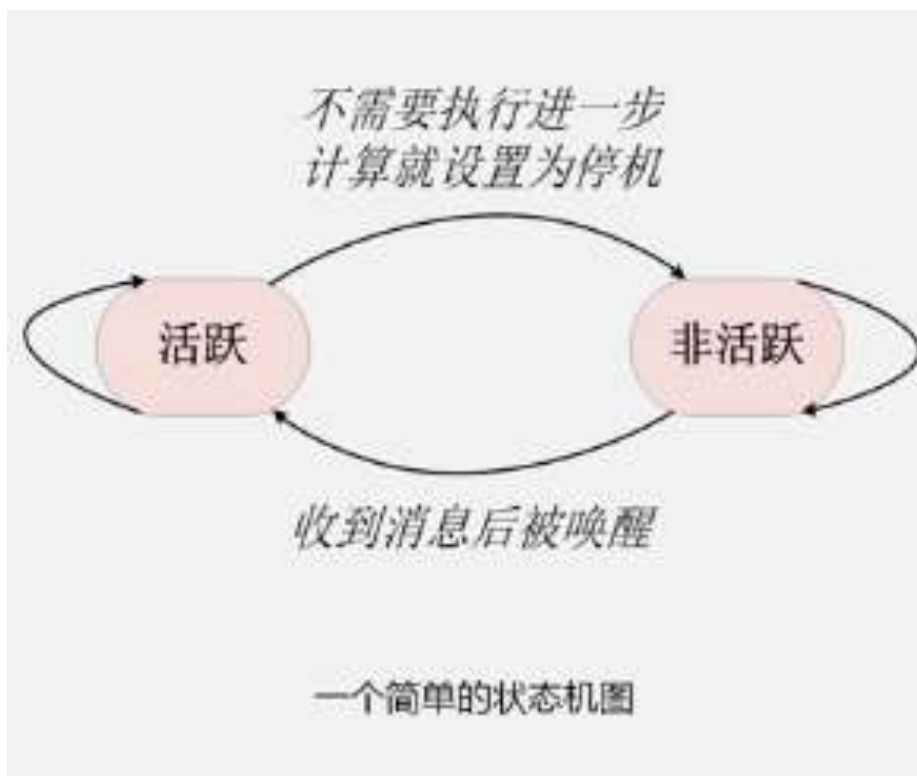 不需要执行进一步
计算就设置为停机
活跃
非活跃
收到消息后被唤醒
一个简单的状态机图